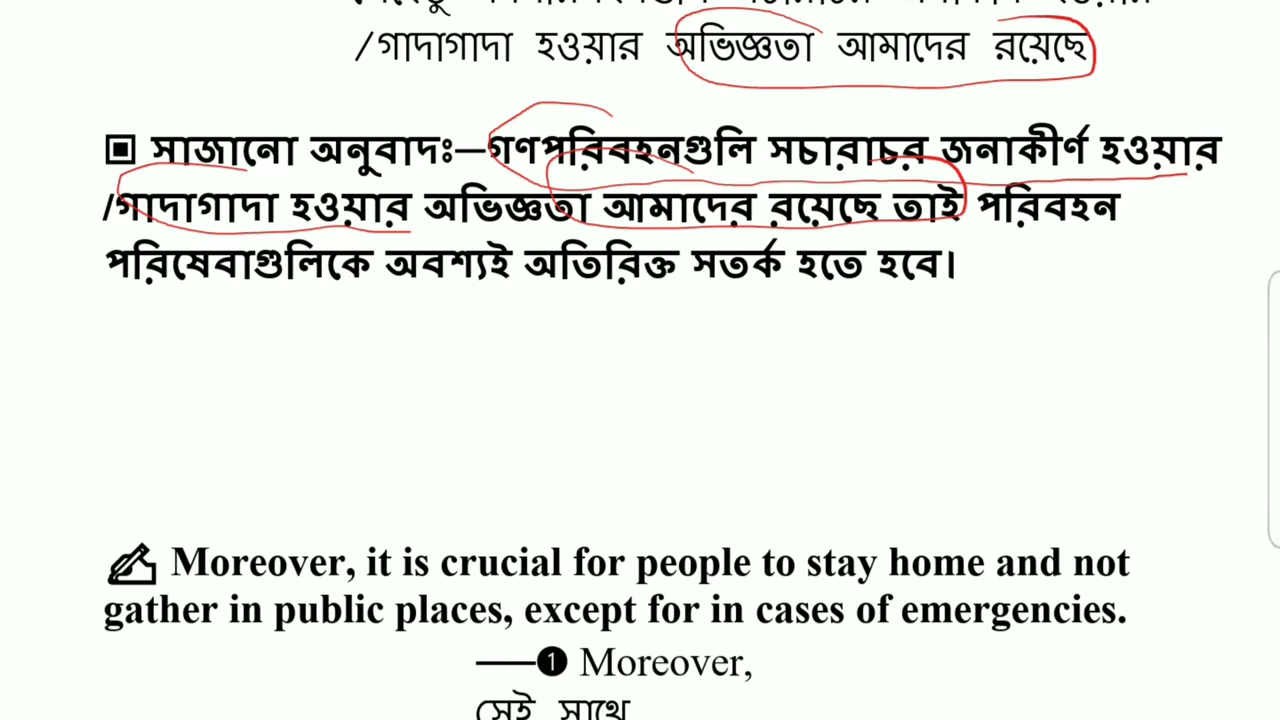 /গাদাগাদা হওয়ার অভিজ্ঞতা আমাদের রয়েছে
▣ সাজানো অনুবাদঃ—গণপরিবহনগুলি সচারাচর জনাকীর্ণ হওয়ার
/গাদাগাদা হওয়ার অভিজ্ঞতা আমাদের রয়েছে তাই পরিবহন
পরিষেবাগুলিকে অবশ্যই অতিরিক্ত সতর্ক হতে হবে।
✍ Moreover, it is crucial for people to stay home and not
gather in public places, except for in cases of emergencies.
——❶ Moreover,
সেই সাথে